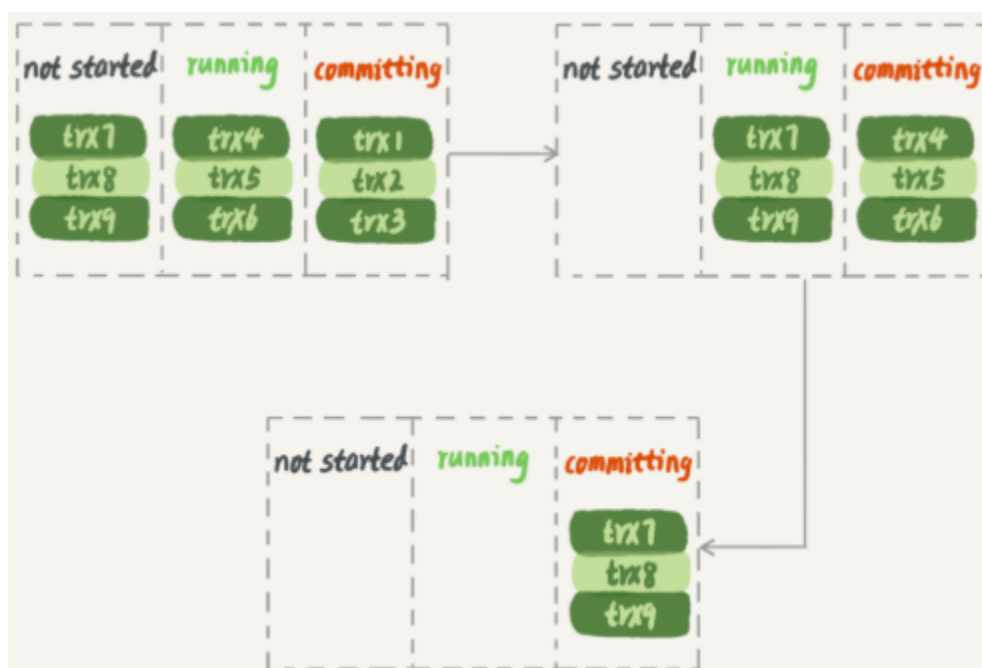 not started running committing
trx7 trx4 trx1
trx8 trx5 trx2
trx9 trx6 trx3
not started running committing
trx7 trx4
trx8 trx5
trx9 trx6
not started running committing
trx7
trx8
trx9